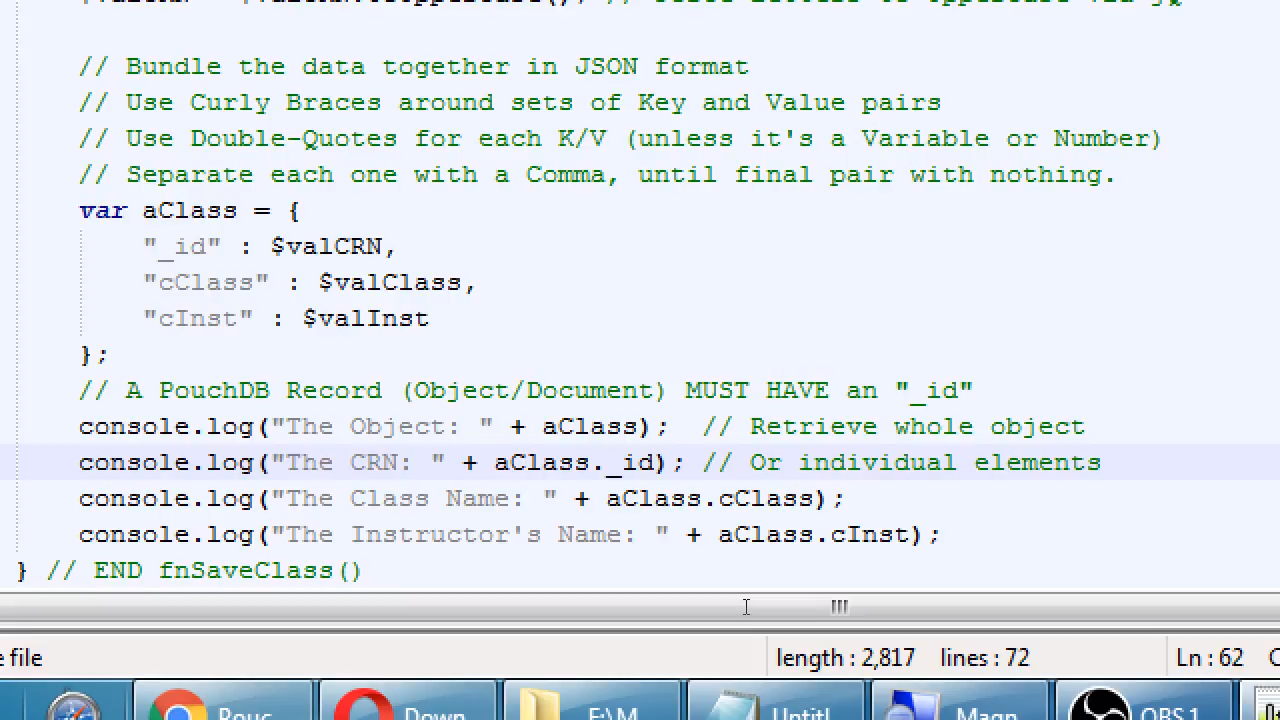 // Bundle the data together in JSON format
// Use Curly Braces around sets of Key and Value pairs
// Use Double-Quotes for each K/V (unless it's a Variable or Number)
// Separate each one with a Comma, until final pair with nothing.
var aClass = {
"_id" : $valCRN,
"cClass" : $valClass,
"cInst" : $valInst
};
// A PouchDB Record (Object/Document) MUST HAVE an "_id"
console.log("The Object: " + aClass);  // Retrieve whole object
console.log("The CRN: " + aClass._id); // Or individual elements
console.log("The Class Name: " + aClass.cClass);
console.log("The Instructor's Name: " + aClass.cInst);
} // END fnSaveClass()
file length : 2,817 lines : 72 Ln : 62